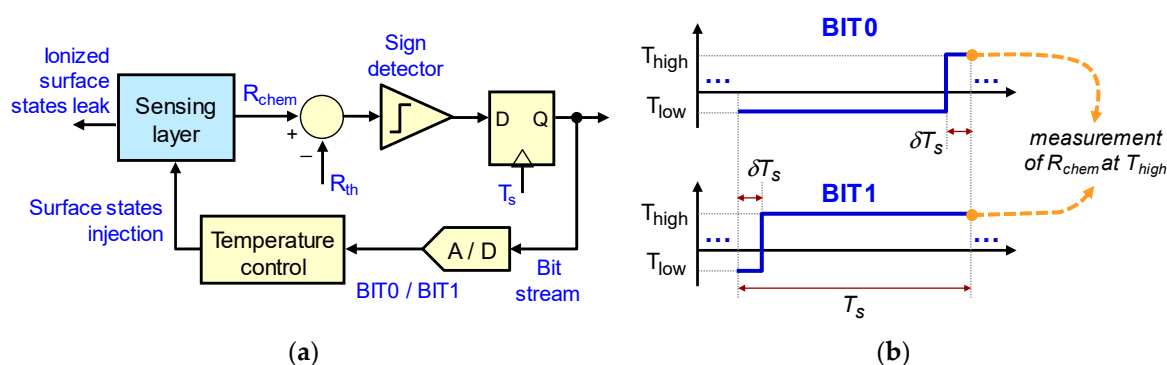 Ionized
surface
states leak
Sensing
layer
R_chem
+
−
R_th
Sign
detector
D Q
T_s
Surface states
injection
Temperature
control
A / D
BIT0 / BIT1
Bit
stream
(a)
BIT0
T_high
...
...
T_low
δT_s
measurement
of R_chem at T_high
δT_s
BIT1
T_high
...
...
T_low
T_s
(b)